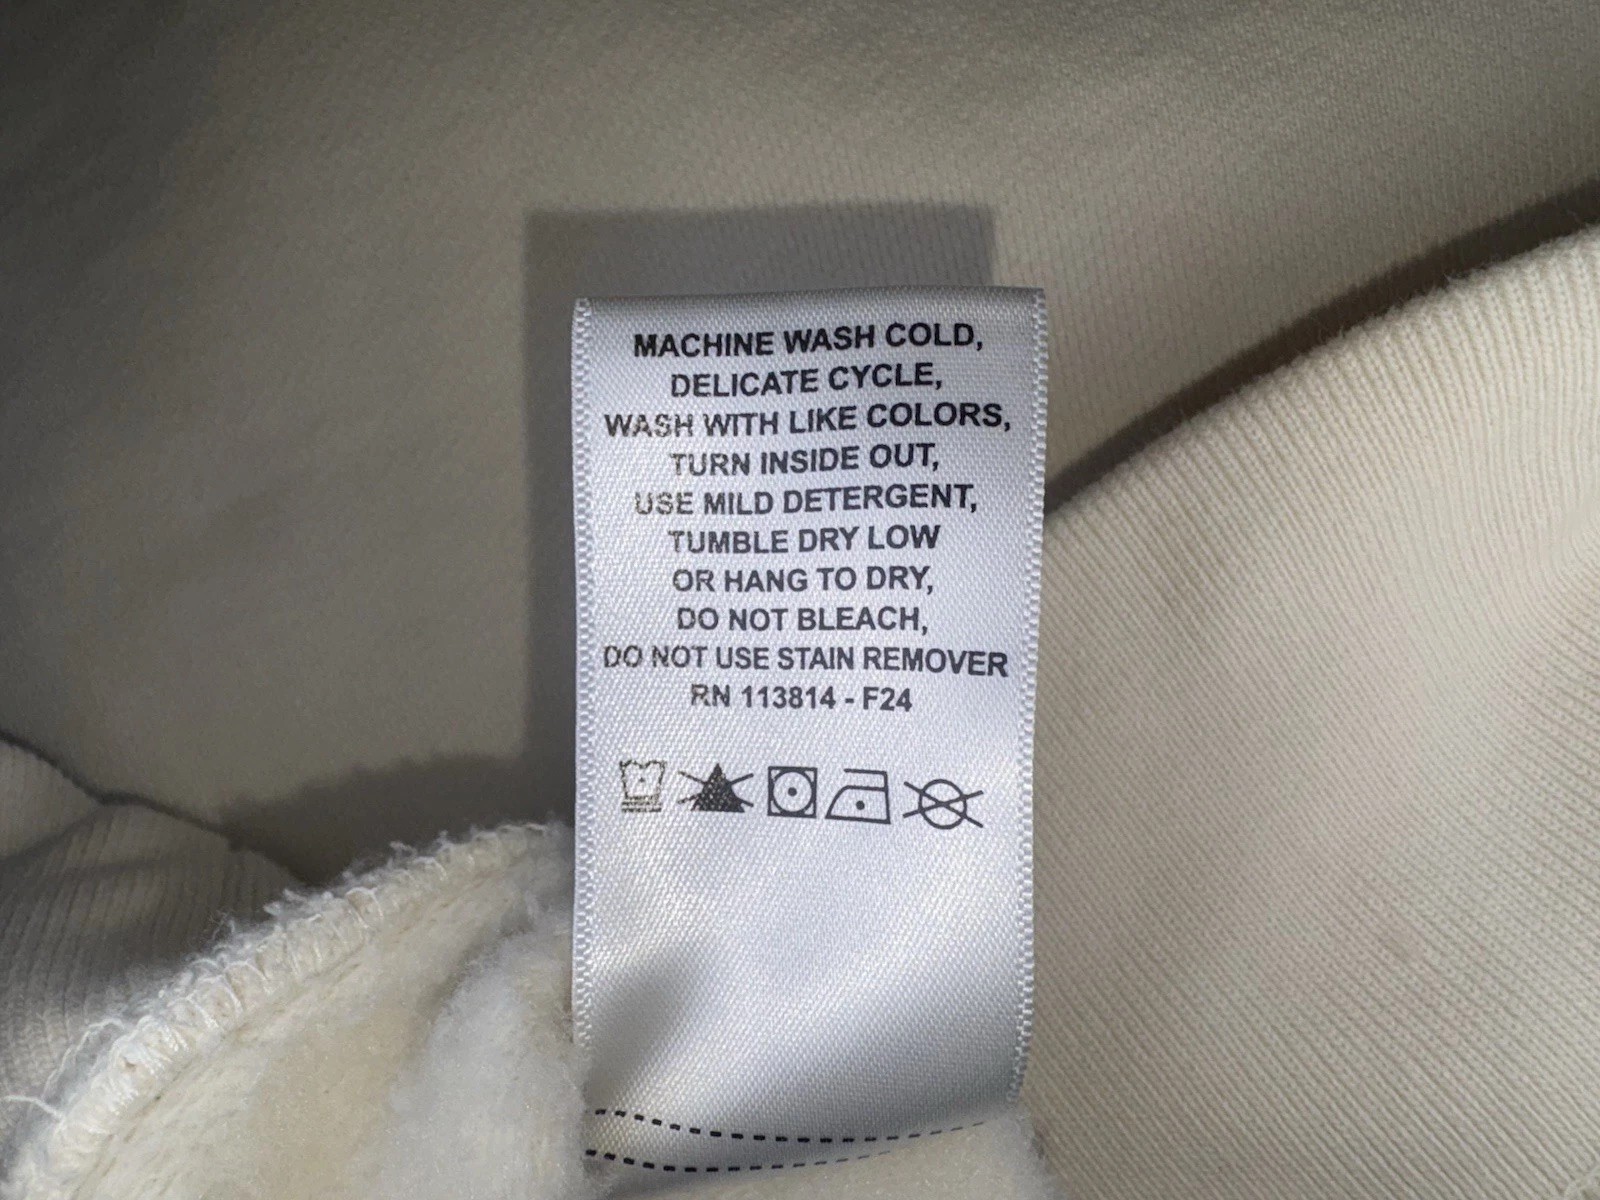 MACHINE WASH COLD,
DELICATE CYCLE,
WASH WITH LIKE COLORS,
TURN INSIDE OUT,
USE MILD DETERGENT,
TUMBLE DRY LOW
OR HANG TO DRY,
DO NOT BLEACH,
DO NOT USE STAIN REMOVER
RN 113814 - F24